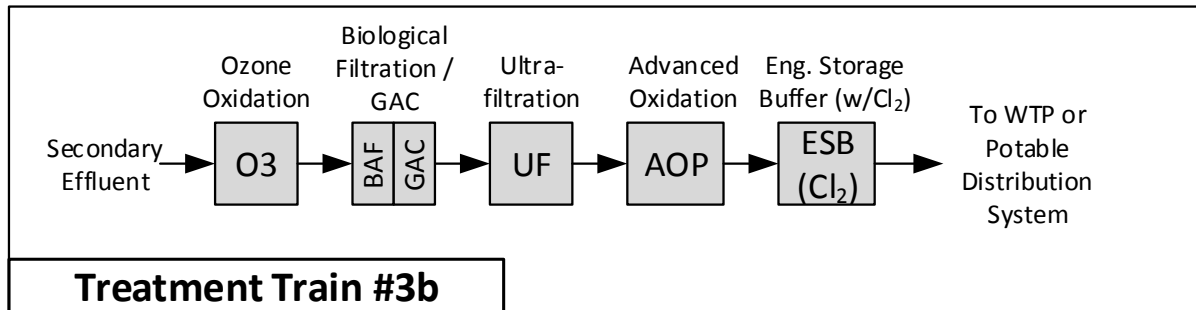 Secondary
Effluent
Ozone
Oxidation
O3
Biological
Filtration /
GAC
BAF
GAC
Ultra-
filtration
UF
Advanced
Oxidation
AOP
Eng. Storage
Buffer (w/Cl₂)
ESB
(Cl₂)
To WTP or
Potable
Distribution
System
Treatment Train #3b